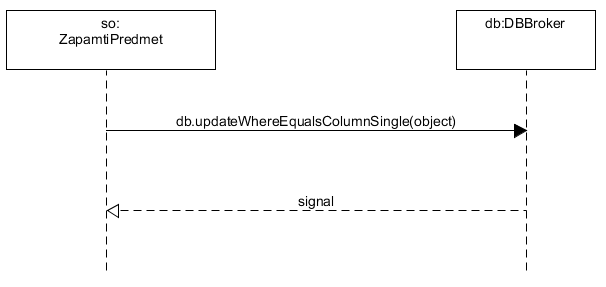 so:
ZapamtiPredmet
db:DBBroker
db.updateWhereEqualsColumnSingle(object)
signal